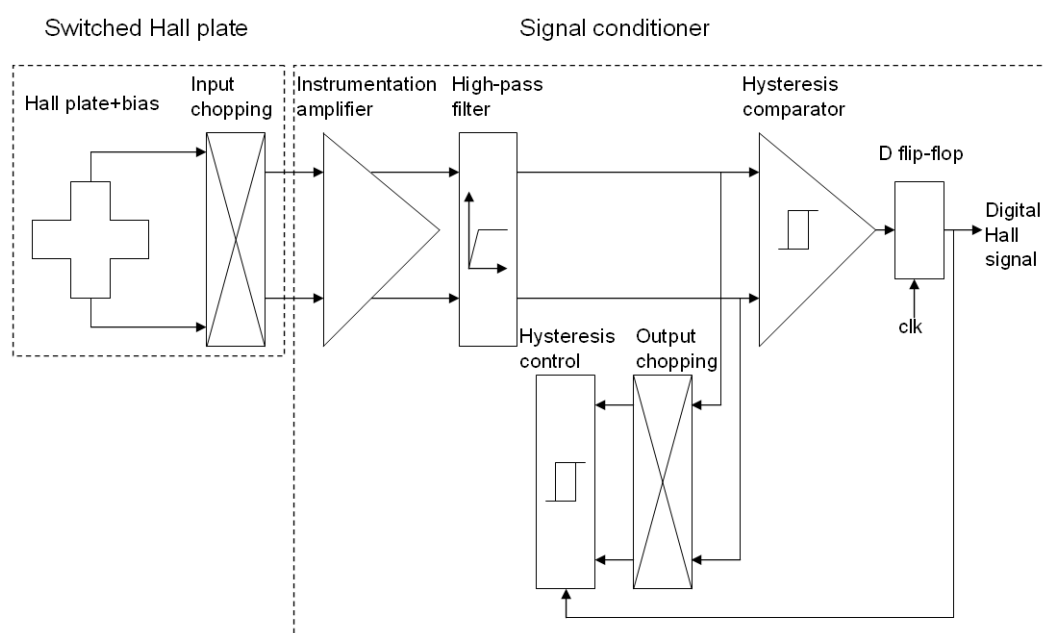 Switched Hall plate
Signal conditioner
Hall plate+bias
Input
chopping
Instrumentation
amplifier
High-pass
filter
Hysteresis
comparator
D flip-flop
Digital
Hall
signal
clk
Hysteresis
control
Output
chopping